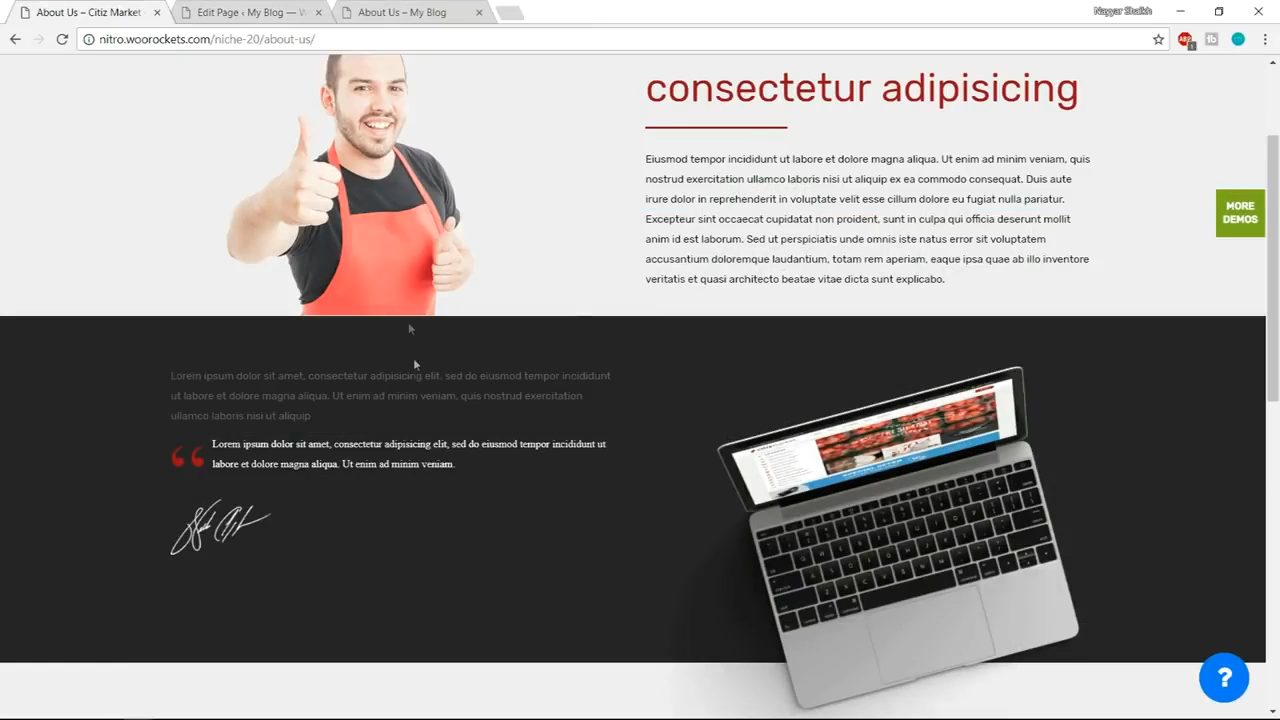 About Us – Citiz Market
Edit Page ‹ My Blog — W
About Us – My Blog
Nayyar Shaikh
nitro.woorockets.com/niche-20/about-us/
consectetur adipisicing
Eiusmod tempor incididunt ut labore et dolore magna aliqua. Ut enim ad minim veniam, quis
nostrud exercitation ullamco laboris nisi ut aliquip ex ea commodo consequat. Duis aute
irure dolor in reprehenderit in voluptate velit esse cillum dolore eu fugiat nulla pariatur.
Excepteur sint occaecat cupidatat non proident, sunt in culpa qui officia deserunt mollit
anim id est laborum. Sed ut perspiciatis unde omnis iste natus error sit voluptatem
accusantium doloremque laudantium, totam rem aperiam, eaque ipsa quae ab illo inventore
veritatis et quasi architecto beatae vitae dicta sunt explicabo.
MORE
DEMOS
Lorem ipsum dolor sit amet, consectetur adipisicing elit, sed do eiusmod tempor incididunt
ut labore et dolore magna aliqua. Ut enim ad minim veniam, quis nostrud exercitation
ullamco laboris nisi ut aliquip
Lorem ipsum dolor sit amet, consectetur adipisicing elit, sed do eiusmod tempor incididunt ut
labore et dolore magna aliqua. Ut enim ad minim veniam.
?